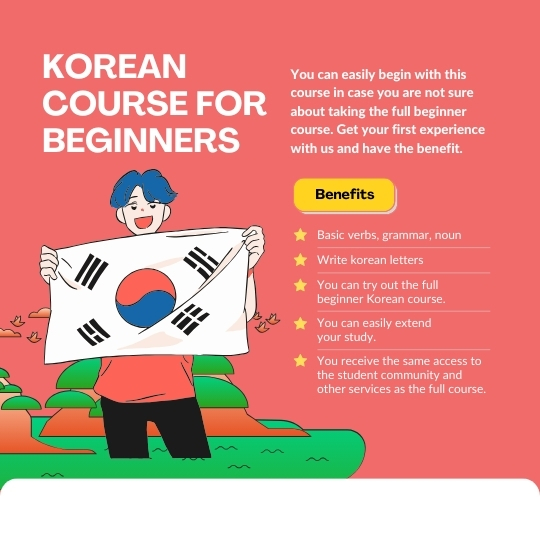 KOREAN
COURSE FOR
BEGINNERS
You can easily begin with this
course in case you are not sure
about taking the full beginner
course. Get your first experience
with us and have the benefit.
Benefits
Basic verbs, grammar, noun
Write korean letters
You can try out the full
beginner Korean course.
You can easily extend
your study.
You receive the same access to
the student community and
other services as the full course.